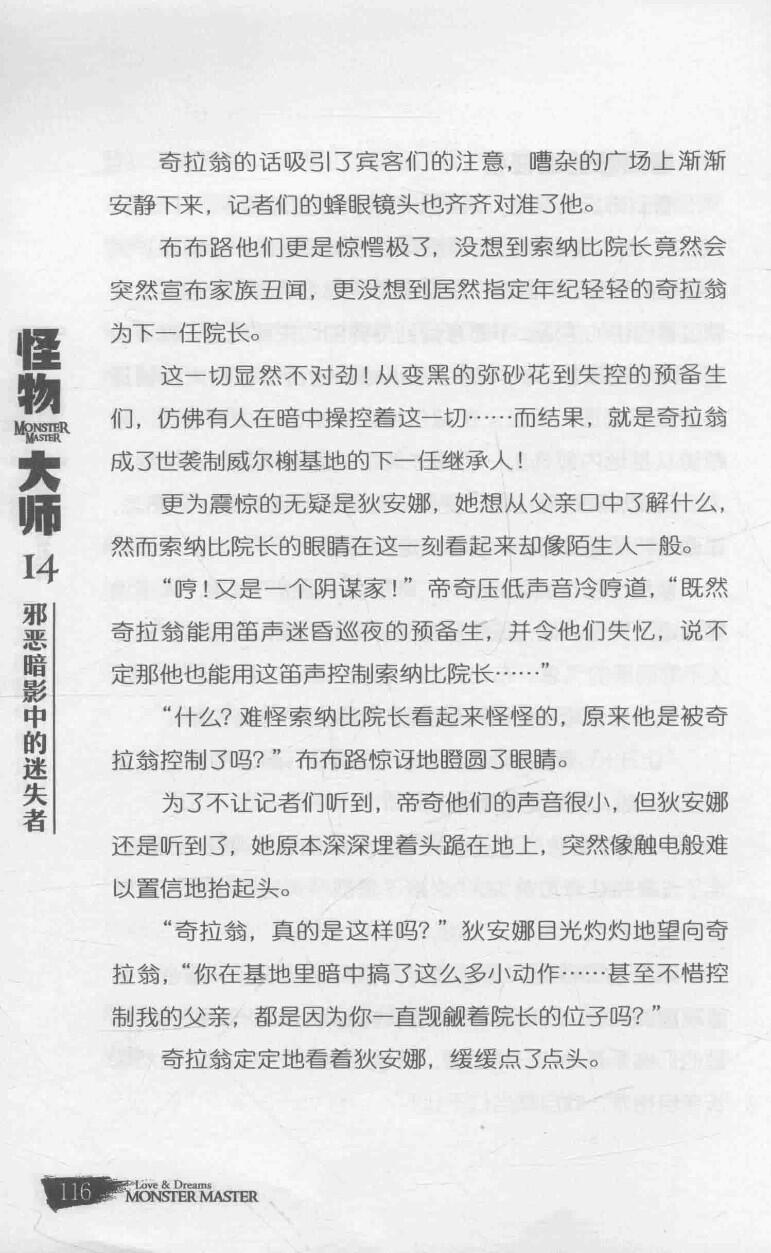 奇拉翁的话吸引了宾客们的注意，嘈杂的广场上渐渐
安静下来，记者们的蜂眼镜头也齐齐对准了他。
布布路他们更是惊愕极了，没想到索纳比院长竟然会
突然宣布家族丑闻，更没想到居然指定年纪轻轻的奇拉翁
为下一任院长。
这一切显然不对劲！从变黑的弥砂花到失控的预备生
们，仿佛有人在暗中操控着这一切……而结果，就是奇拉翁
成了世袭制威尔榭基地的下一任继承人！
更为震惊的无疑是狄安娜，她想从父亲口中了解什么，
然而索纳比院长的眼睛在这一刻看起来却像陌生人一般。
“哼！又是一个阴谋家！”帝奇压低声音冷哼道，“既然
奇拉翁能用笛声迷昏巡夜的预备生，并令他们失忆，说不
定那他也能用这笛声控制索纳比院长……”
“什么？难怪索纳比院长看起来怪怪的，原来他是被奇
拉翁控制了吗？”布布路惊讶地瞪圆了眼睛。
为了不让记者们听到，帝奇他们的声音很小，但狄安娜
还是听到了，她原本深深埋着头跪在地上，突然像触电般难
以置信地抬起头。
“奇拉翁，真的是这样吗？”狄安娜目光灼灼地望向奇
拉翁，“你在基地里暗中搞了这么多小动作……甚至不惜控
制我的父亲，都是因为你一直觊觎着院长的位子吗？”
奇拉翁定定地看着狄安娜，缓缓点了点头。
怪物
MONSTER
MASTER
大师
14
邪恶暗影中的迷失者
116
Love & Dreams
MONSTER MASTER